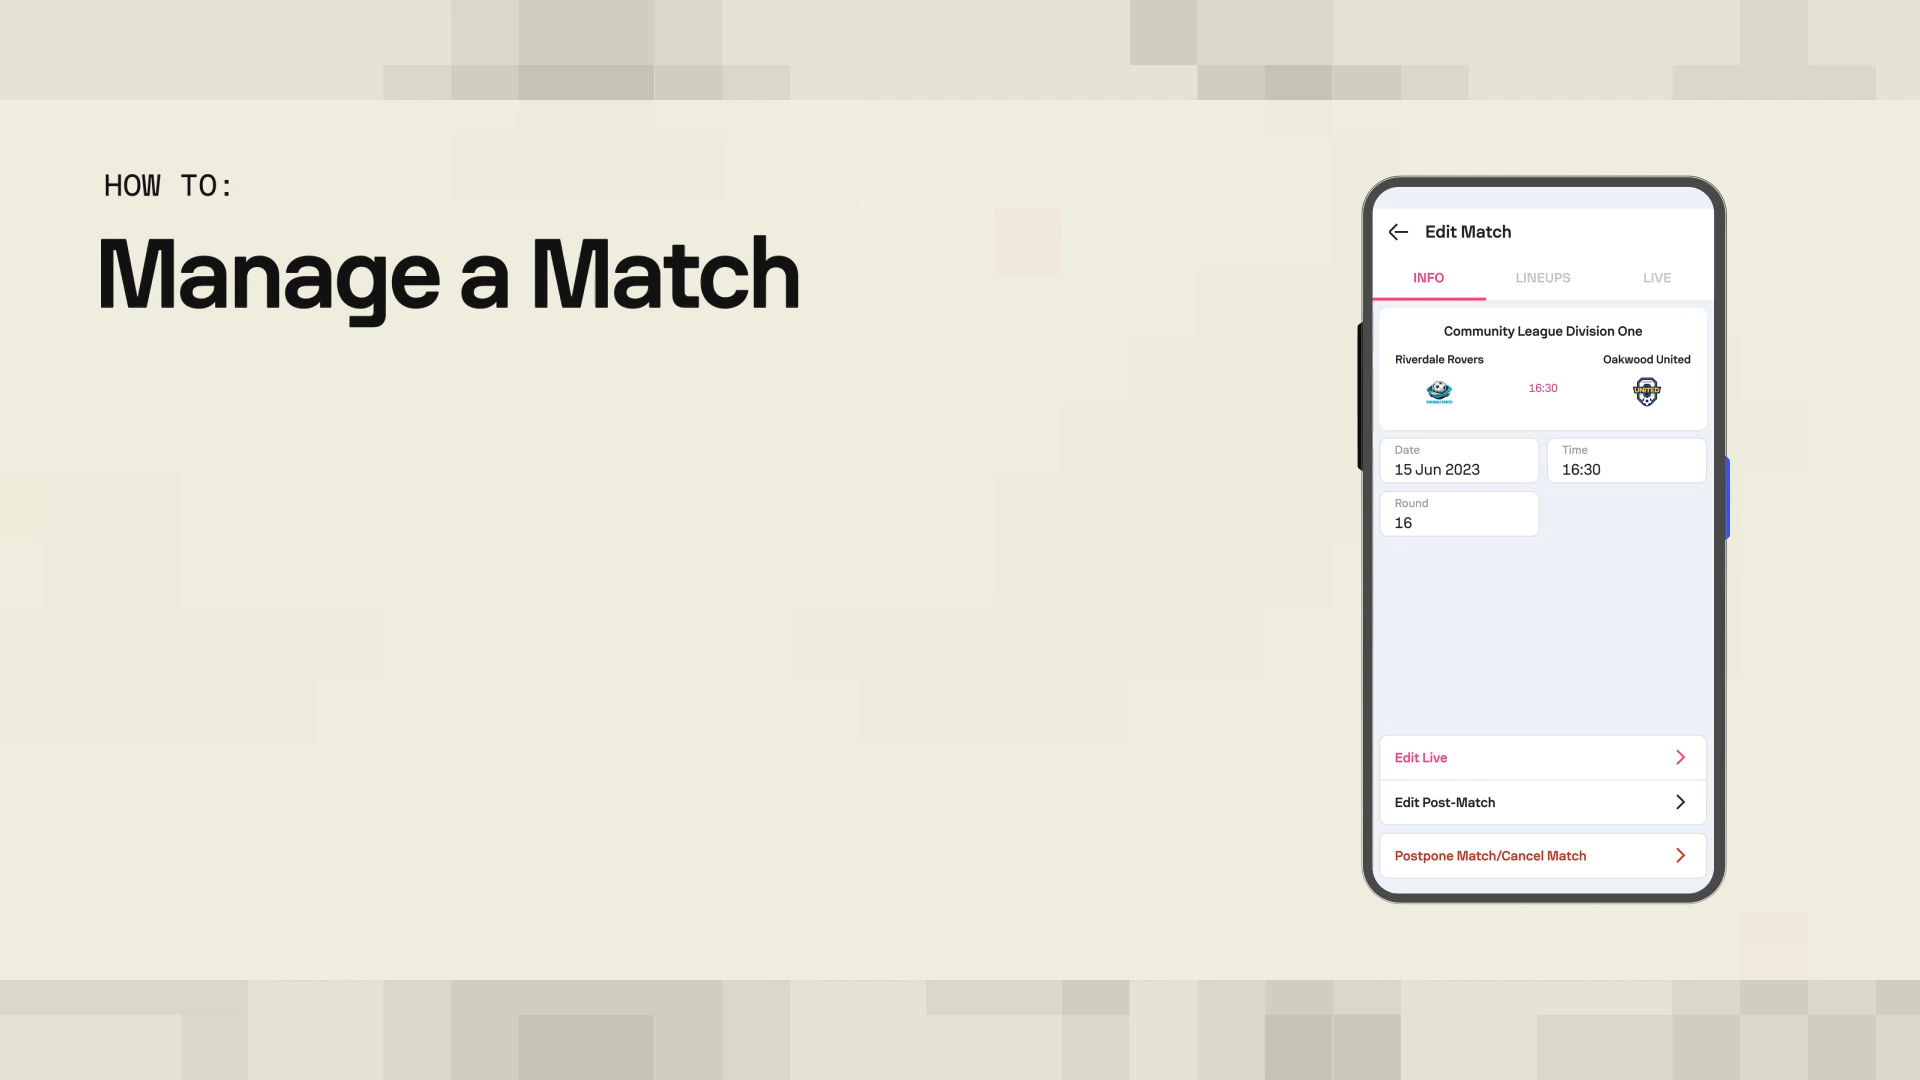 HOW TO:
Manage a Match
Edit Match
INFO LINEUPS LIVE
Community League Division One
Riverdale Rovers Oakwood United
16:30
UNITED
Date Time
15 Jun 2023 16:30
Round
16
Edit Live
Edit Post-Match
Postpone Match/Cancel Match